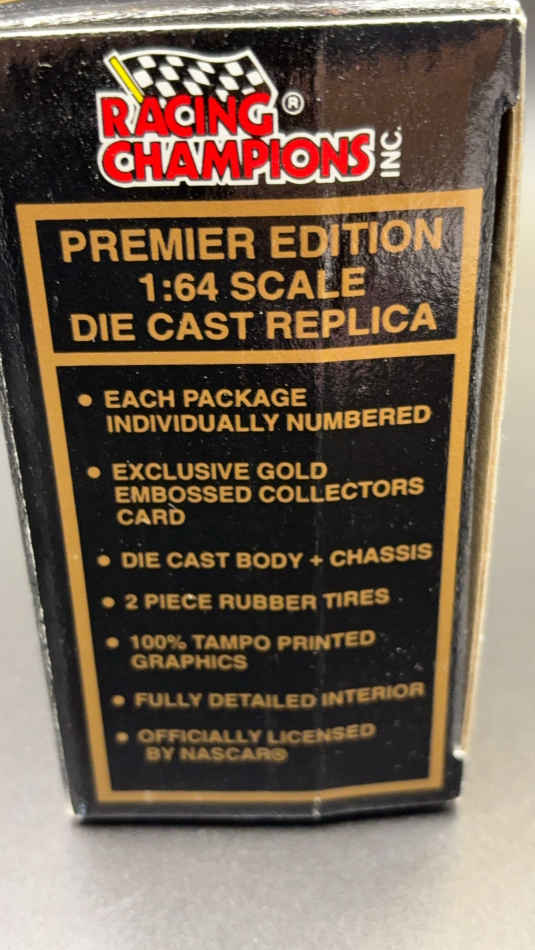 RACING ®
CHAMPIONS INC.
PREMIER EDITION
1:64 SCALE
DIE CAST REPLICA
• EACH PACKAGE
INDIVIDUALLY NUMBERED
• EXCLUSIVE GOLD
EMBOSSED COLLECTORS
CARD
• DIE CAST BODY + CHASSIS
• 2 PIECE RUBBER TIRES
• 100% TAMPO PRINTED
GRAPHICS
• FULLY DETAILED INTERIOR
• OFFICIALLY LICENSED
BY NASCAR®